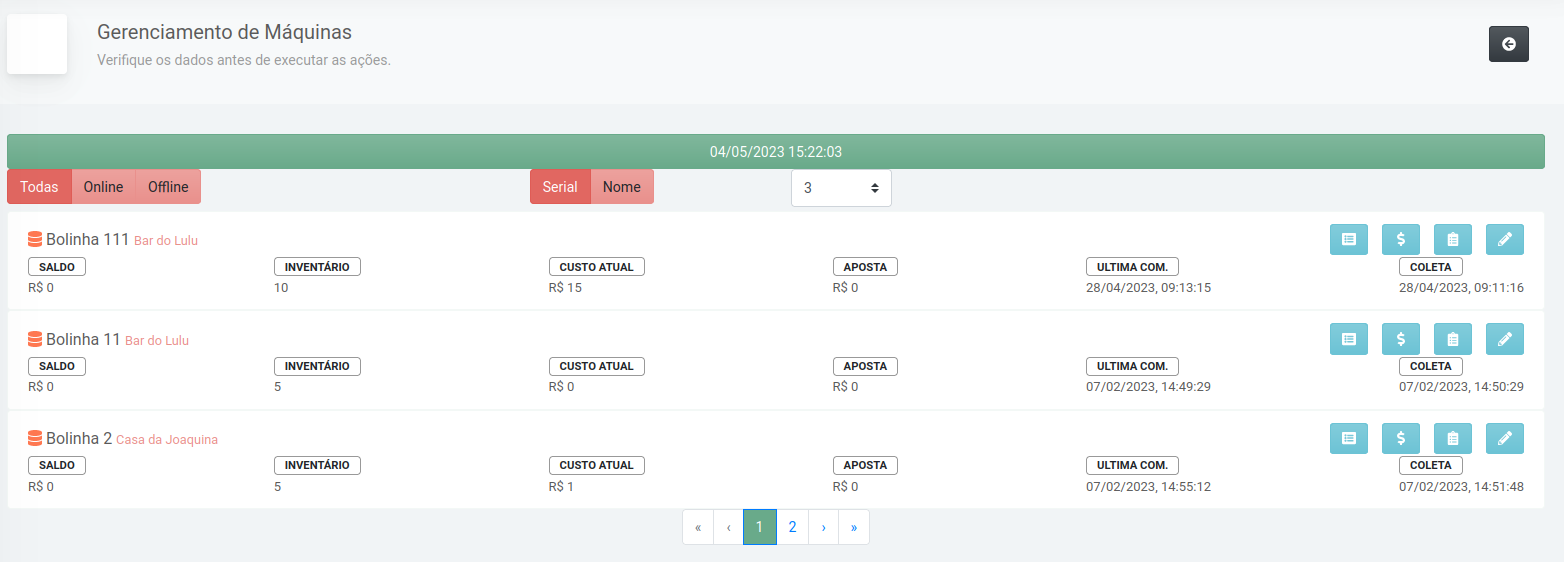 Gerenciamento de Máquinas
Verifique os dados antes de executar as ações.
04/05/2023 15:22:03
Todas Online Offline Serial Nome 3
Bolinha 111 Bar do Lulu
SALDO INVENTÁRIO CUSTO ATUAL APOSTA ULTIMA COM. COLETA
R$ 0 10 R$ 15 R$ 0 28/04/2023, 09:13:15 28/04/2023, 09:11:16
Bolinha 11 Bar do Lulu
SALDO INVENTÁRIO CUSTO ATUAL APOSTA ULTIMA COM. COLETA
R$ 0 5 R$ 0 R$ 0 07/02/2023, 14:49:29 07/02/2023, 14:50:29
Bolinha 2 Casa da Joaquina
SALDO INVENTÁRIO CUSTO ATUAL APOSTA ULTIMA COM. COLETA
R$ 0 5 R$ 1 R$ 0 07/02/2023, 14:55:12 07/02/2023, 14:51:48
« ‹ 1 2 › »